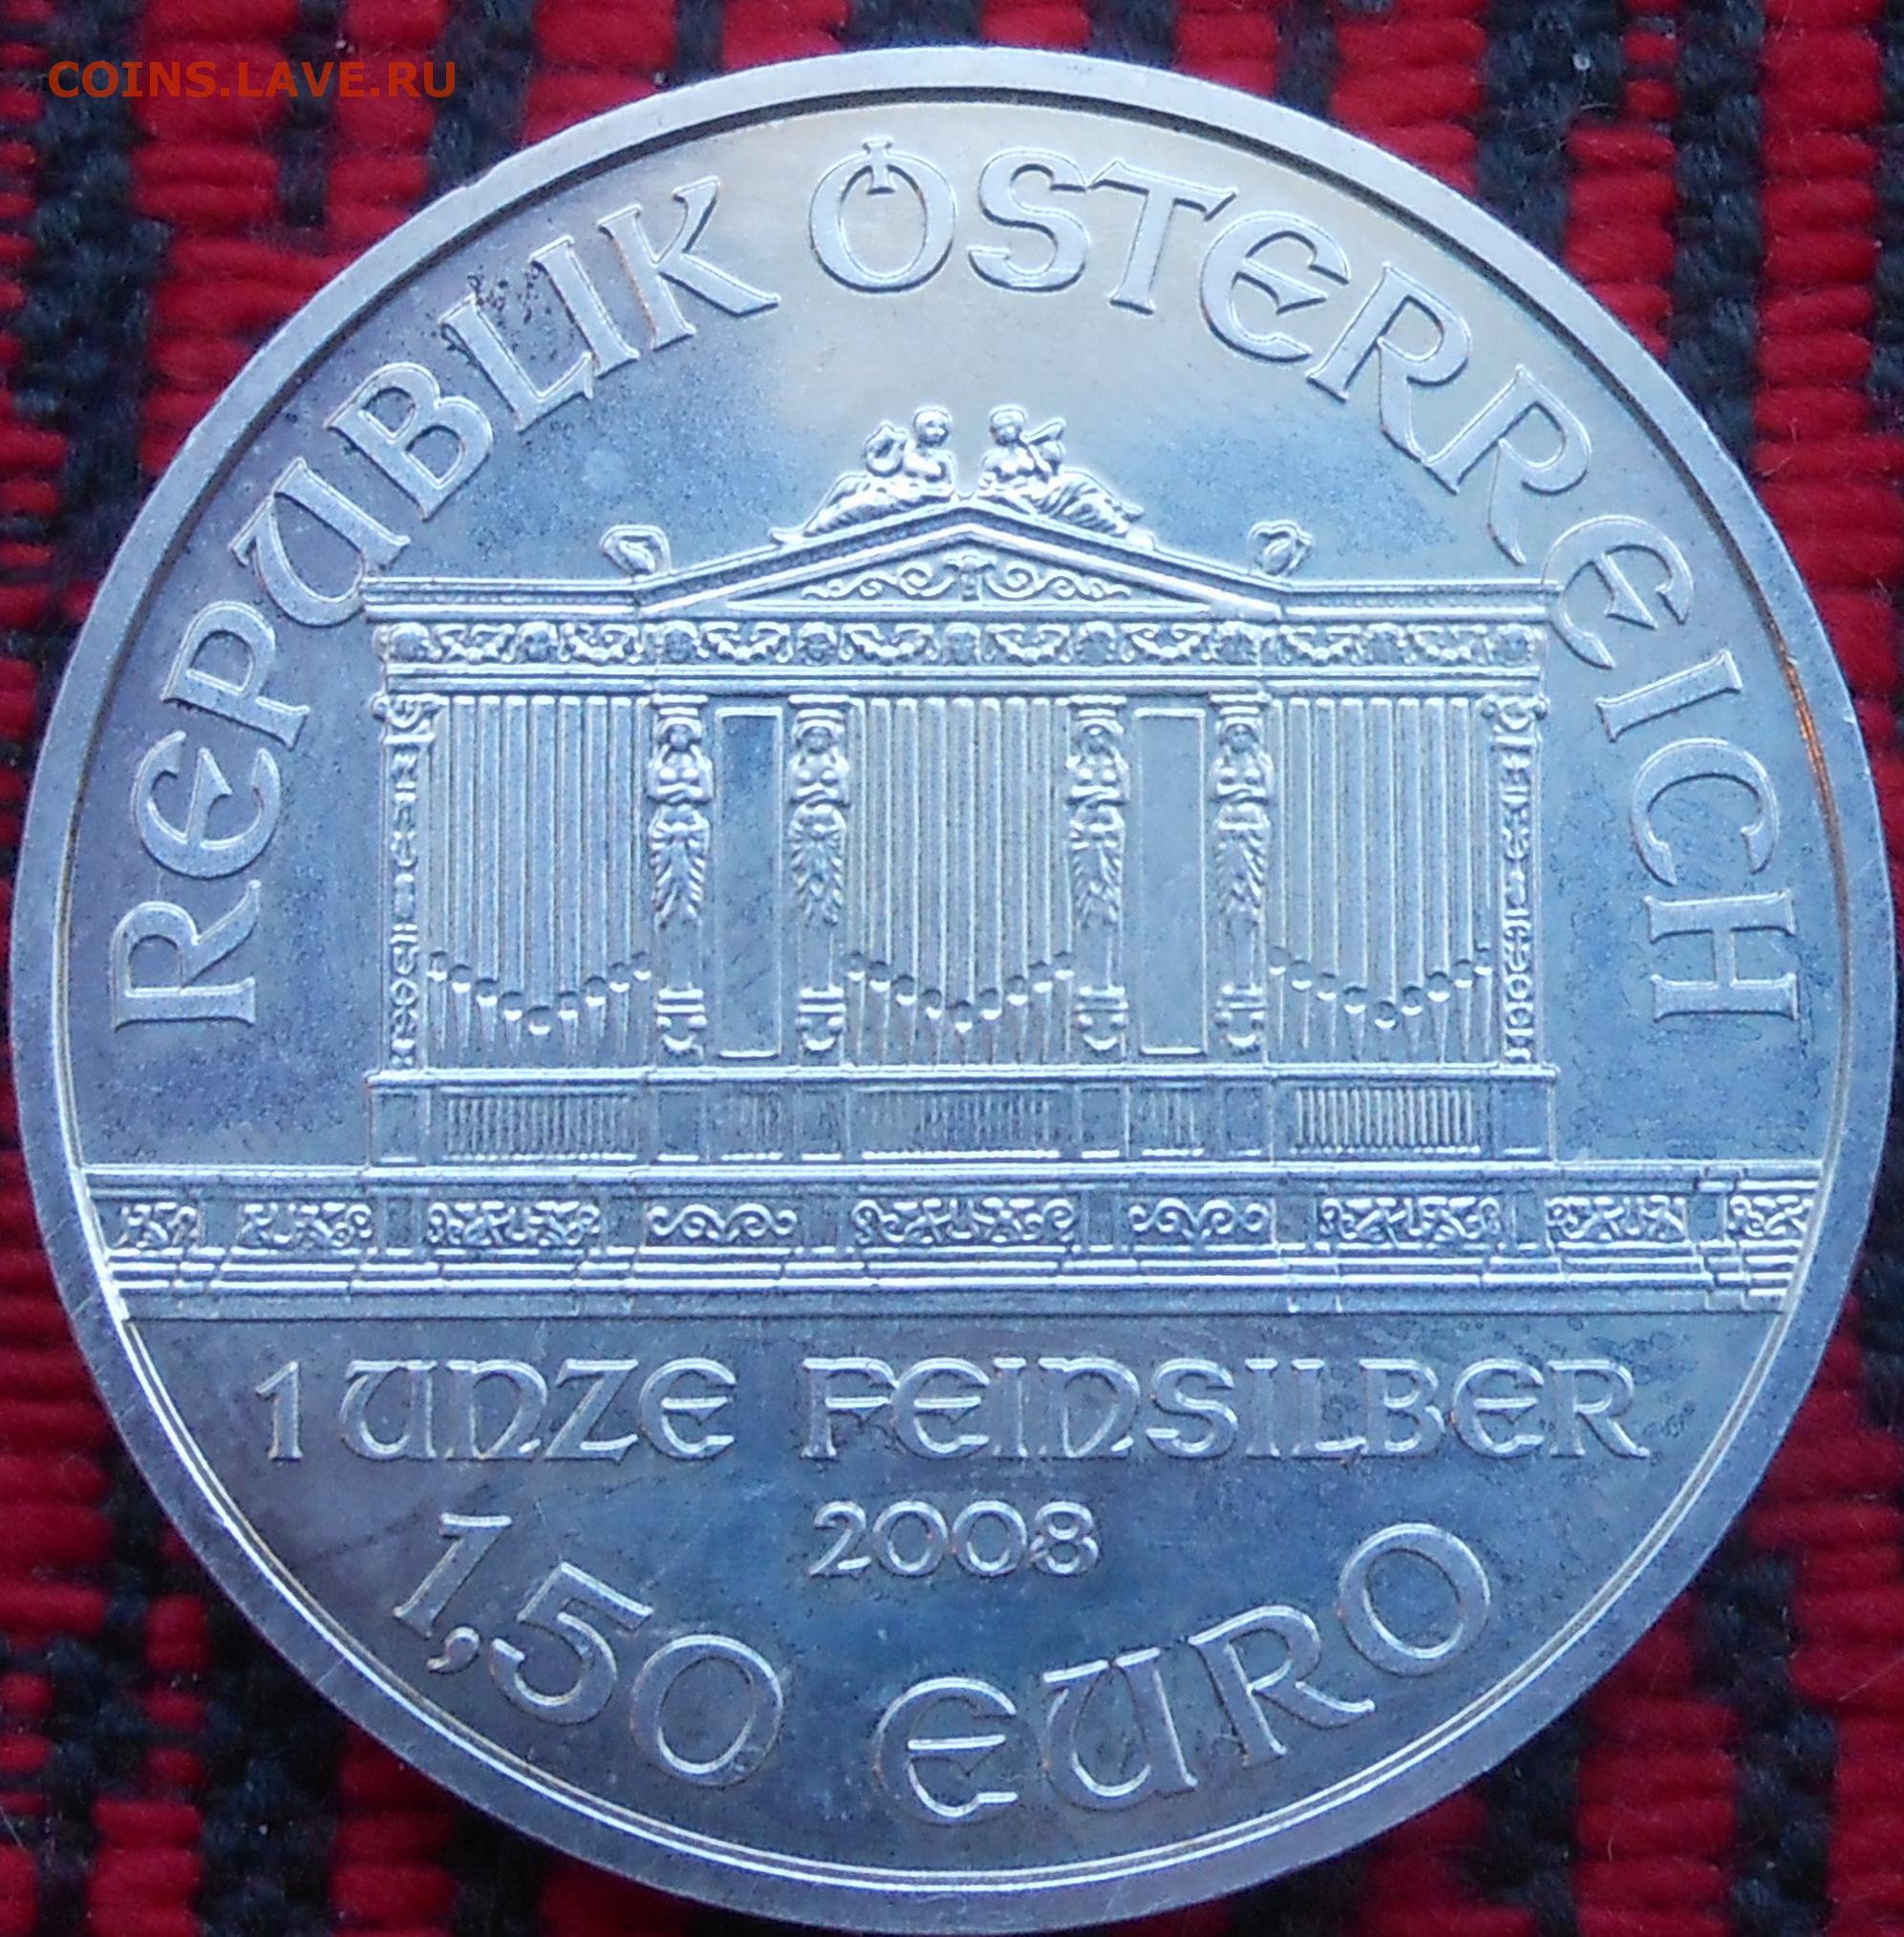 COINS.LAVE.RU
REPUBLIK ÖSTERREICH
1 UNZE FEINSILBER
2008
1,50 EURO